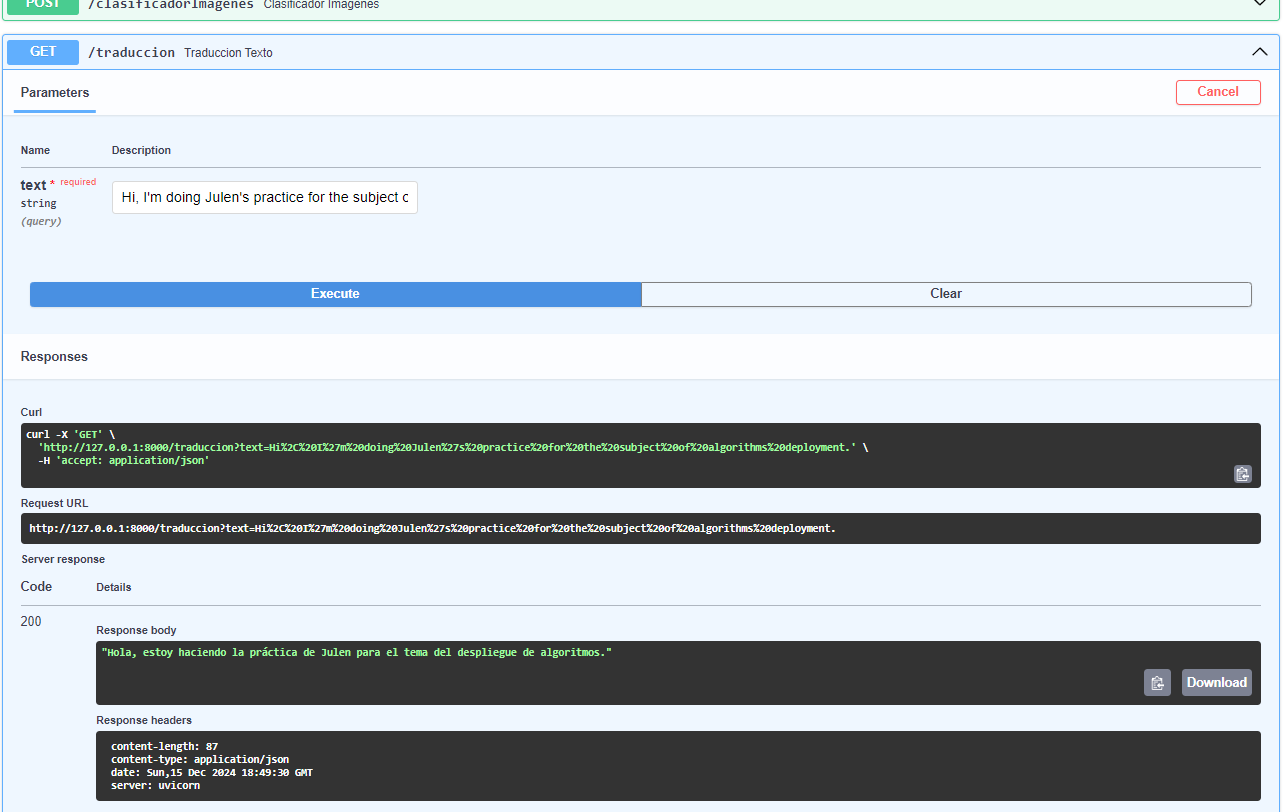 POST /clasificadorImagenes Clasificador Imagenes
GET /traduccion Traduccion Texto
Parameters
Cancel
Name Description
text * required
string
(query)
Hi, I'm doing Julen's practice for the subject c
Execute Clear
Responses
Curl
curl -X 'GET' \
'http://127.0.0.1:8000/traduccion?text=Hi%2C%20I%27m%20doing%20Julen%27s%20practice%20for%20the%20subject%20of%20algorithms%20deployment.' \
-H 'accept: application/json'
Request URL
http://127.0.0.1:8000/traduccion?text=Hi%2C%20I%27m%20doing%20Julen%27s%20practice%20for%20the%20subject%20of%20algorithms%20deployment.
Server response
Code Details
200
Response body
"Hola, estoy haciendo la práctica de Julen para el tema del despliegue de algoritmos."
Download
Response headers
content-length: 87
content-type: application/json
date: Sun,15 Dec 2024 18:49:30 GMT
server: uvicorn